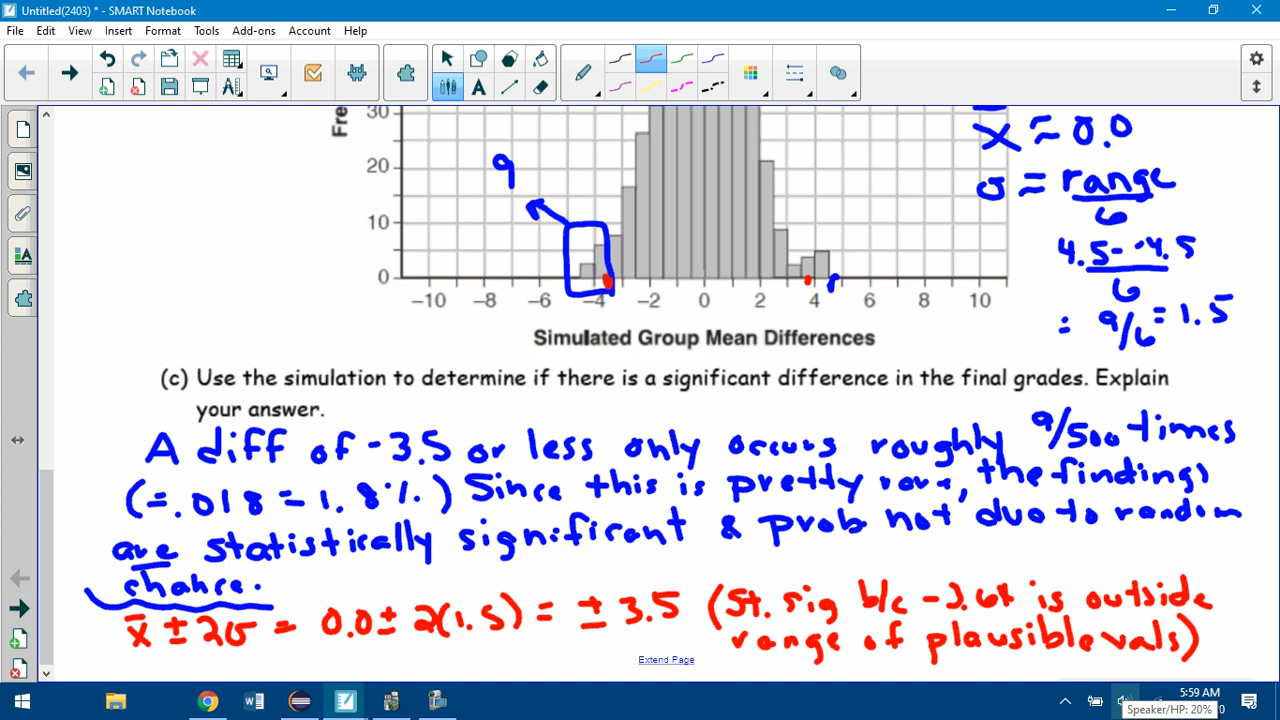 Untitled(2403) * - SMART Notebook
File Edit View Insert Format Tools Add-ons Account Help
Fre
30
20
10
0
9
−10 −8 −6 −4 −2 0 2 4 6 8 10
Simulated Group Mean Differences
x̄ ≈ 0.0
σ ≈ range
6
4.5 - -4.5
6
= 9/6 = 1.5
(c) Use the simulation to determine if there is a significant difference in the final grades. Explain
your answer.
A diff of -3.5 or less only occurs roughly 9/500 times
(= .018 = 1.8%.) Since this is pretty rare, the findings
are statistically significant & prob not due to random
chance.
x̄ ± 2σ = 0.0 ± 2(1.5) = ± 3.5 (St. sig b/c -3.64 is outside
range of plausible vals)
Extend Page
5:59 AM
Speaker/HP: 20%